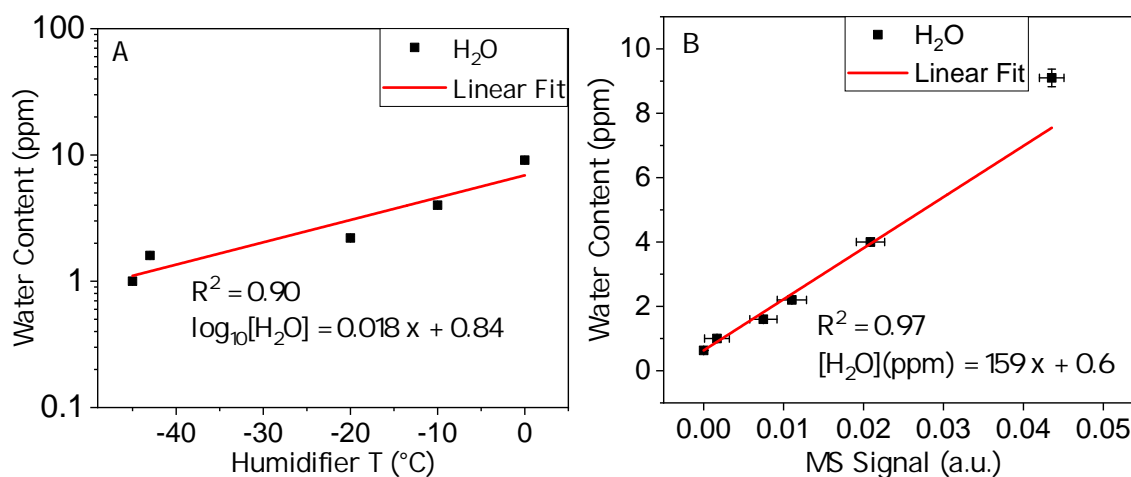 A
H₂O
Linear Fit
100
10
1
0.1
Water Content (ppm)
R² = 0.90
log₁₀[H₂O] = 0.018 x + 0.84
-40
-30
-20
-10
0
Humidifier T (°C)
B
H₂O
Linear Fit
10
8
6
4
2
0
Water Content (ppm)
R² = 0.97
[H₂O](ppm) = 159 x + 0.6
0.00
0.01
0.02
0.03
0.04
0.05
MS Signal (a.u.)